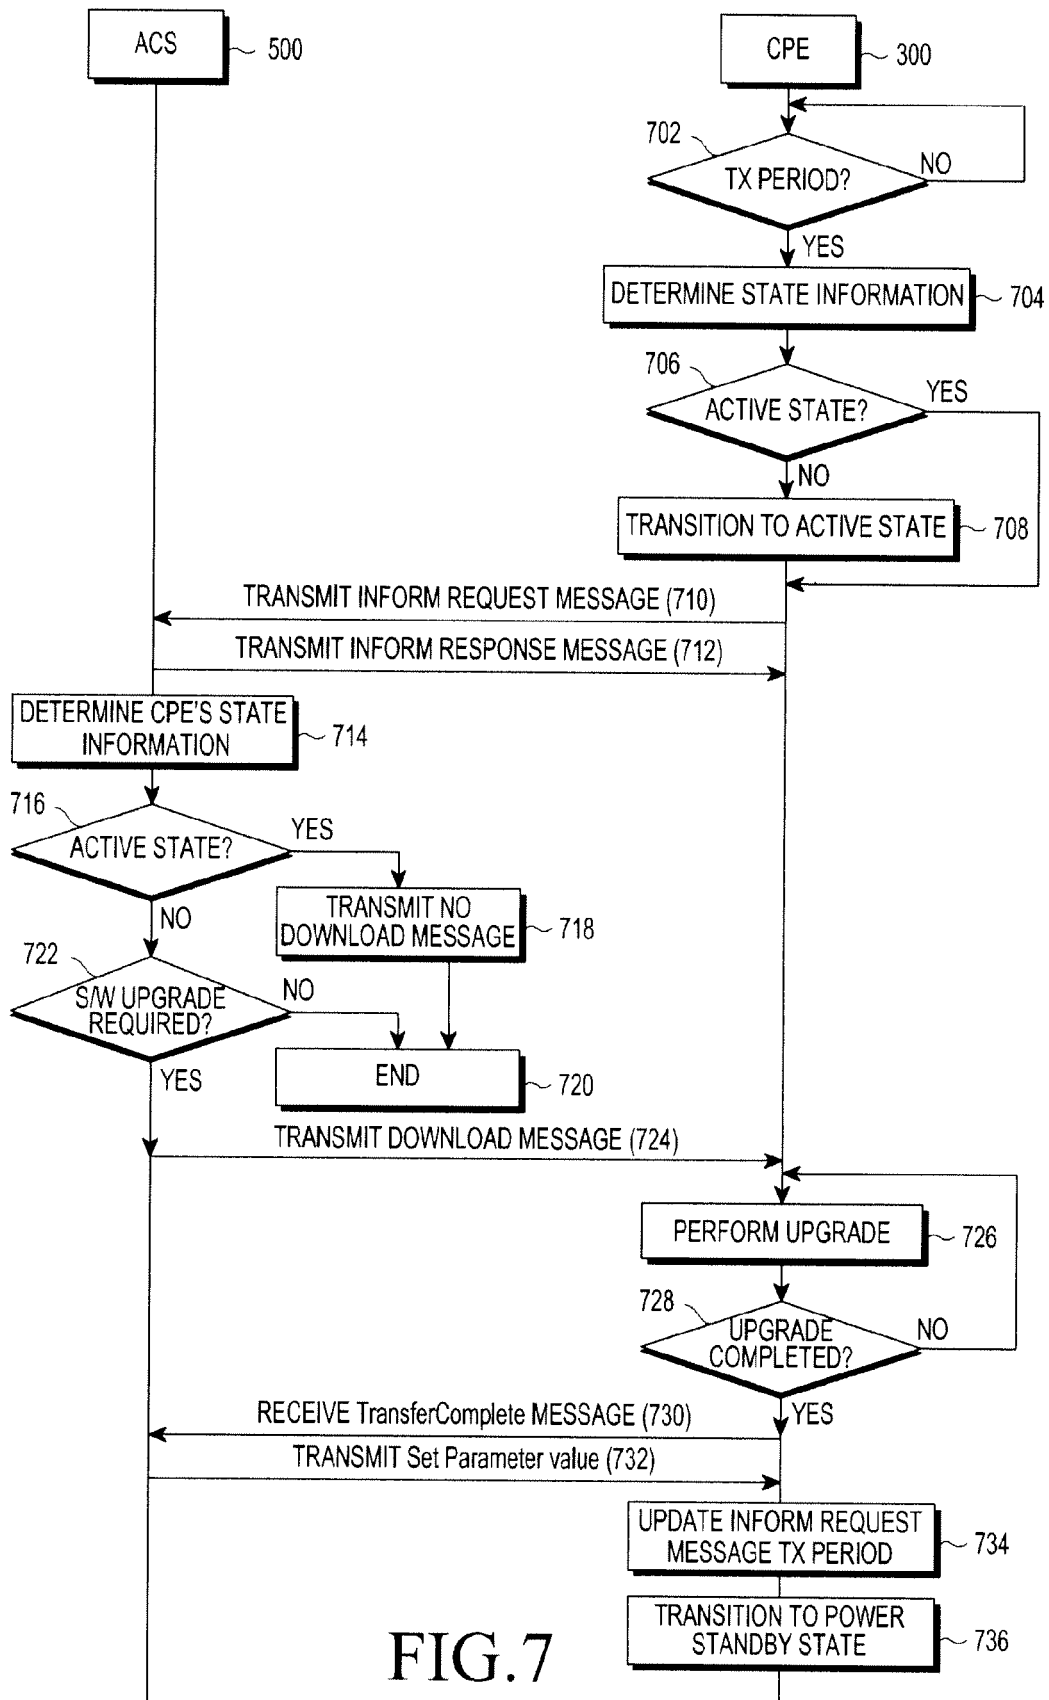 ACS
500
CPE
300
702
TX PERIOD?
NO
YES
DETERMINE STATE INFORMATION
704
706
ACTIVE STATE?
YES
NO
TRANSITION TO ACTIVE STATE
708
TRANSMIT INFORM REQUEST MESSAGE (710)
TRANSMIT INFORM RESPONSE MESSAGE (712)
DETERMINE CPE'S STATE
INFORMATION
714
716
ACTIVE STATE?
YES
NO
TRANSMIT NO
DOWNLOAD MESSAGE
718
722
S/W UPGRADE
REQUIRED?
NO
YES
END
720
TRANSMIT DOWNLOAD MESSAGE (724)
PERFORM UPGRADE
726
728
UPGRADE
COMPLETED?
NO
YES
RECEIVE TransferComplete MESSAGE (730)
TRANSMIT Set Parameter value (732)
UPDATE INFORM REQUEST
MESSAGE TX PERIOD
734
TRANSITION TO POWER
STANDBY STATE
736
FIG.7